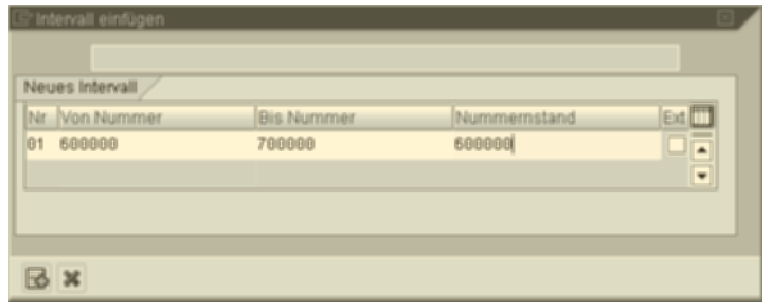 Intervall einfügen
Neues Intervall
Nr Von Nummer Bis Nummer Nummernstand Ext
01 600000 700000 600000